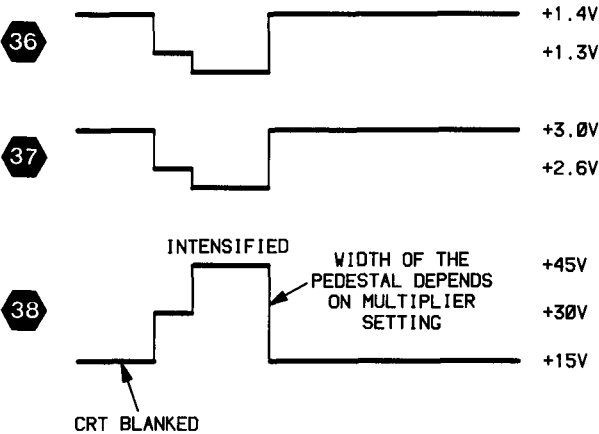 36
+1.4V
+1.3V
37
+3.0V
+2.6V
38
INTENSIFIED
WIDTH OF THE
PEDESTAL DEPENDS
ON MULTIPLIER
SETTING
+45V
+30V
+15V
CRT BLANKED